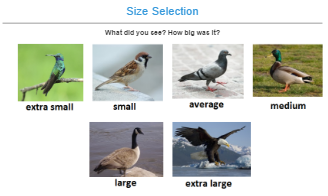 Size Selection
What did you see? How big was it?
extra small small average medium
large extra large